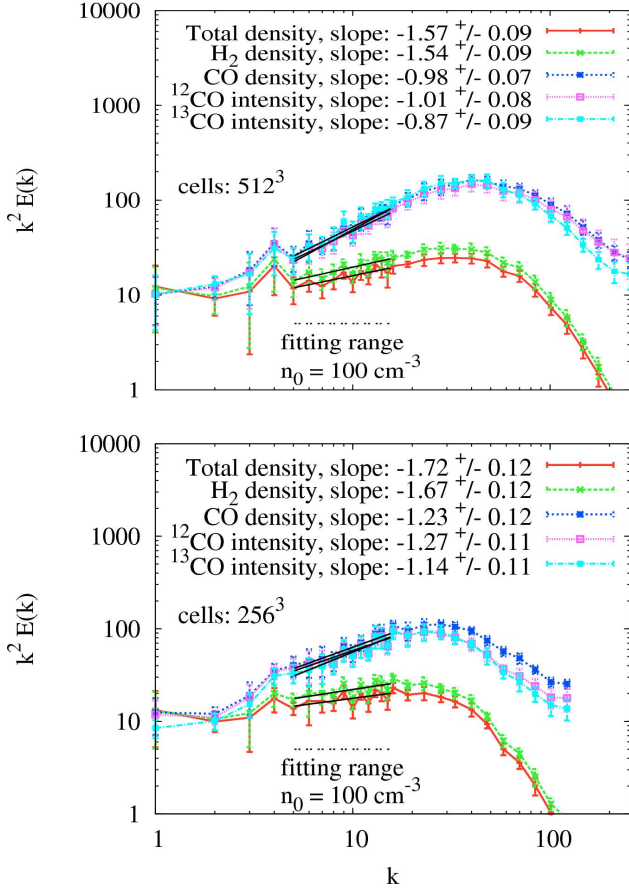 10000
1000
100
10
1
k² E(k)
Total density, slope: -1.57 +/- 0.09
H₂ density, slope: -1.54 +/- 0.09
CO density, slope: -0.98 +/- 0.07
¹²CO intensity, slope: -1.01 +/- 0.08
¹³CO intensity, slope: -0.87 +/- 0.09
cells: 512³
fitting range
n₀ = 100 cm⁻³
10000
1000
100
10
1
k² E(k)
Total density, slope: -1.72 +/- 0.12
H₂ density, slope: -1.67 +/- 0.12
CO density, slope: -1.23 +/- 0.12
¹²CO intensity, slope: -1.27 +/- 0.11
¹³CO intensity, slope: -1.14 +/- 0.11
cells: 256³
fitting range
n₀ = 100 cm⁻³
1 10 100
k